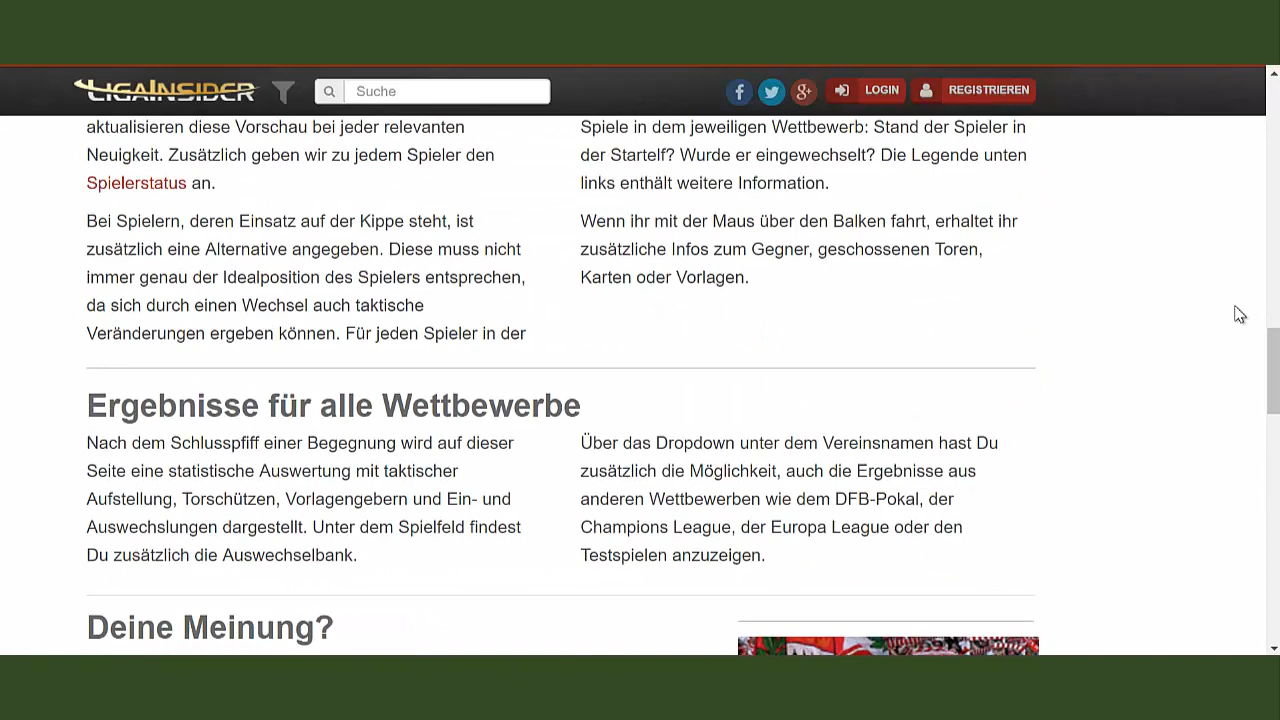 LIGAINSIDER
Suche
LOGIN
REGISTRIEREN
aktualisieren diese Vorschau bei jeder relevanten
Neuigkeit. Zusätzlich geben wir zu jedem Spieler den
Spielerstatus an.
Bei Spielern, deren Einsatz auf der Kippe steht, ist
zusätzlich eine Alternative angegeben. Diese muss nicht
immer genau der Idealposition des Spielers entsprechen,
da sich durch einen Wechsel auch taktische
Veränderungen ergeben können. Für jeden Spieler in der
Spiele in dem jeweiligen Wettbewerb: Stand der Spieler in
der Startelf? Wurde er eingewechselt? Die Legende unten
links enthält weitere Information.
Wenn ihr mit der Maus über den Balken fahrt, erhaltet ihr
zusätzliche Infos zum Gegner, geschossenen Toren,
Karten oder Vorlagen.
Ergebnisse für alle Wettbewerbe
Nach dem Schlusspfiff einer Begegnung wird auf dieser
Seite eine statistische Auswertung mit taktischer
Aufstellung, Torschützen, Vorlagengebern und Ein- und
Auswechslungen dargestellt. Unter dem Spielfeld findest
Du zusätzlich die Auswechselbank.
Über das Dropdown unter dem Vereinsnamen hast Du
zusätzlich die Möglichkeit, auch die Ergebnisse aus
anderen Wettbewerben wie dem DFB-Pokal, der
Champions League, der Europa League oder den
Testspielen anzuzeigen.
Deine Meinung?